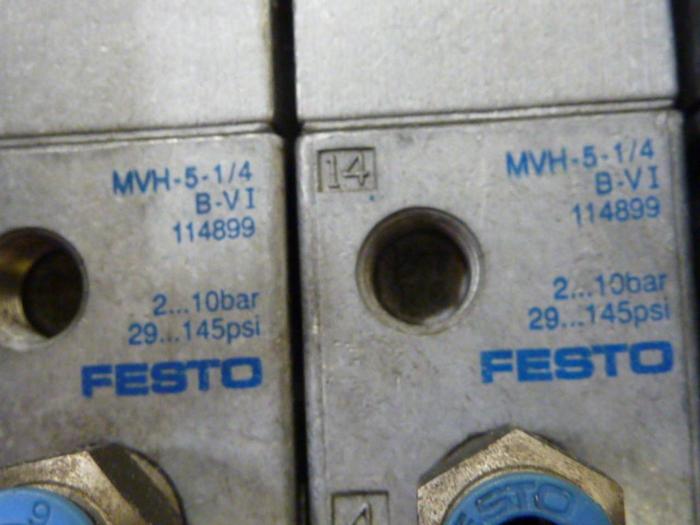 MVH-5-1/4
B-VI
114899
2...10bar
29...145psi
FESTO
14
MVH-5-1/4
B-VI
114899
2...10bar
29...145psi
FESTO
4
FESTO